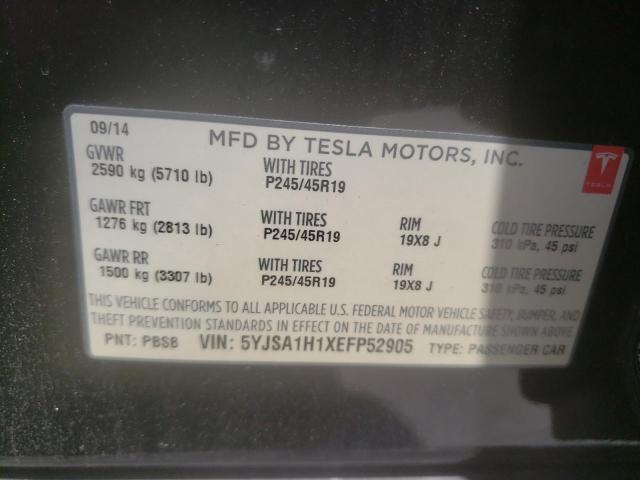 09/14 MFD BY TESLA MOTORS, INC.
GVWR
2590 kg (5710 lb)
WITH TIRES
P245/45R19
TESLA
GAWR FRT
1276 kg (2813 lb)
WITH TIRES
P245/45R19
RIM
19X8 J
COLD TIRE PRESSURE
310 kPa, 45 psi
GAWR RR
1500 kg (3307 lb)
WITH TIRES
P245/45R19
RIM
19X8 J
COLD TIRE PRESSURE
310 kPa, 45 psi
THIS VEHICLE CONFORMS TO ALL APPLICABLE U.S. FEDERAL MOTOR VEHICLE SAFETY, BUMPER, AND
THEFT PREVENTION STANDARDS IN EFFECT ON THE DATE OF MANUFACTURE SHOWN ABOVE.
PNT: PBSB VIN: 5YJSA1H1XEFP52905 TYPE: PASSENGER CAR